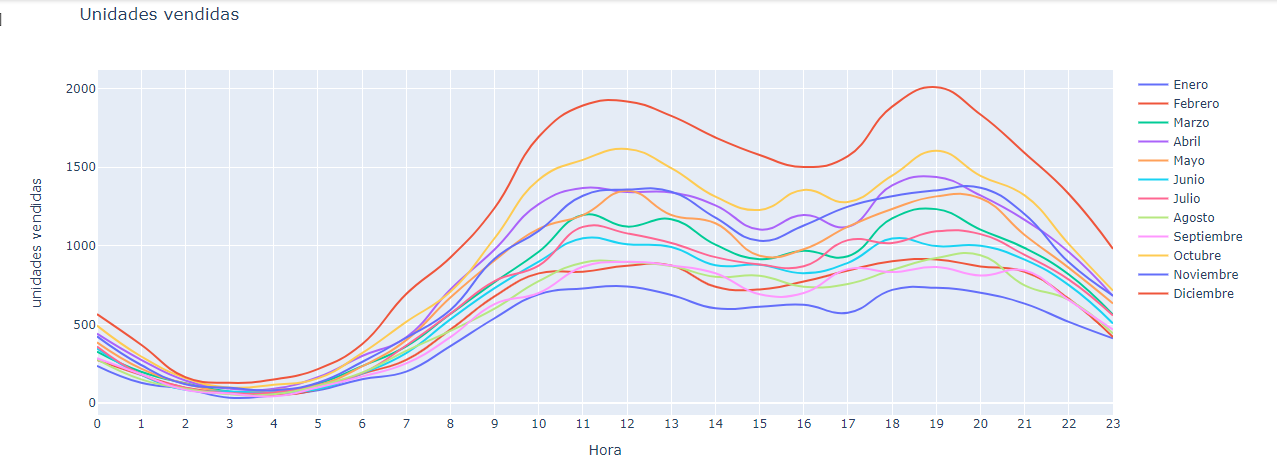 Unidades vendidas
2000
1500
1000
500
0
unidades vendidas
0 1 2 3 4 5 6 7 8 9 10 11 12 13 14 15 16 17 18 19 20 21 22 23
Hora
Enero
Febrero
Marzo
Abril
Mayo
Junio
Julio
Agosto
Septiembre
Octubre
Noviembre
Diciembre